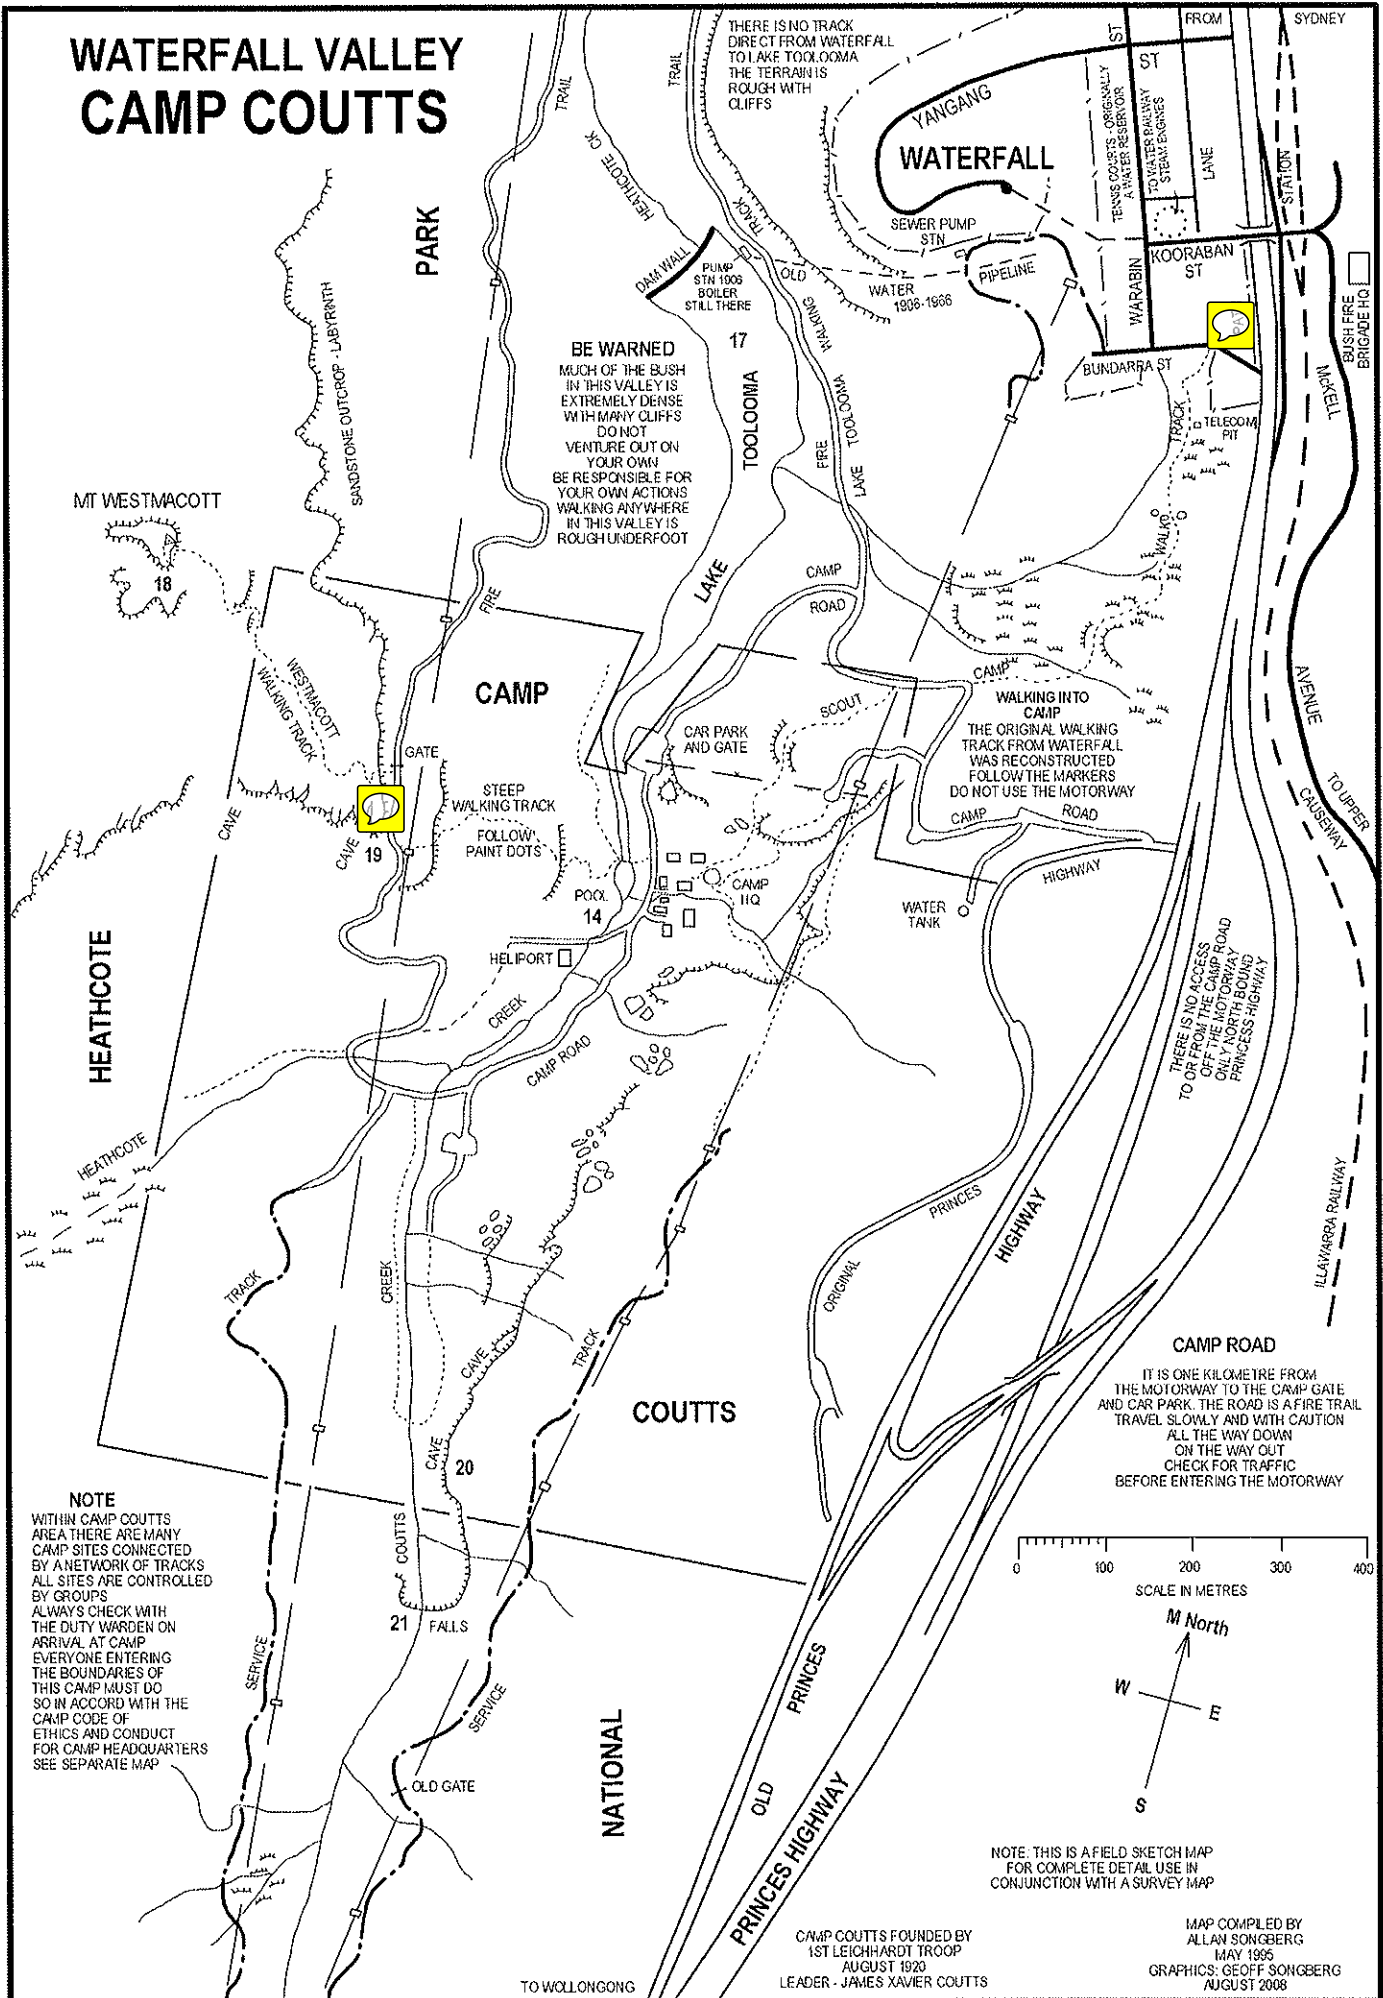 WATERFALL VALLEY
CAMP COUTTS
THERE IS NO TRACK
DIRECT FROM WATERFALL
TO LAKE TOOLOOMA
THE TERRAIN IS
ROUGH WITH
CLIFFS
TRAIL
TRAIL
FROM
SYDNEY
ST
ST
YANGANG
WATERFALL
TENNIS COURTS - ORIGINALLY
A WATER RESERVOIR
TO WATER RAILWAY
STEAM ENGINES
LANE
STATION
HEATHCOTE CK
PARK
TRACK
SEWER PUMP
STN
KOORABAN
ST
DAM WALL
PUMP
STN 1906
BOILER
STILL THERE
OLD
WATER
PIPELINE
1906-1966
WARABIN
BUSH FIRE
BRIGADE HQ
SANDSTONE OUTCROP - LABYRINTH
17
WALKING
BE WARNED
MUCH OF THE BUSH
IN THIS VALLEY IS
EXTREMELY DENSE
WITH MANY CLIFFS
DO NOT
VENTURE OUT ON
YOUR OWN
BE RESPONSIBLE FOR
YOUR OWN ACTIONS
WALKING ANYWHERE
IN THIS VALLEY IS
ROUGH UNDERFOOT
BUNDARRA ST
McKELL
TOOLOOMA
LAKE TOOLOOMA
FIRE
TRACK
TELECOM
PIT
MT WESTMACOTT
18
LAKE
CAMP
ROAD
FIRE
WESTMACOTT
WALKING TRACK
CAMP
CAMP
SCOUT
AVENUE
WALKING INTO
CAMP
THE ORIGINAL WALKING
TRACK FROM WATERFALL
WAS RECONSTRUCTED
FOLLOW THE MARKERS
DO NOT USE THE MOTORWAY
CAR PARK
AND GATE
GATE
TO UPPER
CAUSEWAY
STEEP
WALKING TRACK
FOLLOW
PAINT DOTS
CAVE
CAVE
19
CAMP
ROAD
HIGHWAY
POOL
14
CAMP
HQ
WATER
TANK
HELIPORT
HEATHCOTE
CREEK
CAMP ROAD
THERE IS NO ACCESS
TO OR FROM THE CAMP ROAD
OFF THE MOTORWAY
ONLY NORTH BOUND
PRINCESS HIGHWAY
HEATHCOTE
PRINCES
HIGHWAY
ILLAWARRA RAILWAY
TRACK
CREEK
ORIGINAL
CAVE
TRACK
CAMP ROAD
IT IS ONE KILOMETRE FROM
THE MOTORWAY TO THE CAMP GATE
AND CAR PARK. THE ROAD IS A FIRE TRAIL
TRAVEL SLOWLY AND WITH CAUTION
ALL THE WAY DOWN
ON THE WAY OUT
CHECK FOR TRAFFIC
BEFORE ENTERING THE MOTORWAY
COUTTS
CAVE
20
NOTE
WITHIN CAMP COUTTS
AREA THERE ARE MANY
CAMP SITES CONNECTED
BY A NETWORK OF TRACKS
ALL SITES ARE CONTROLLED
BY GROUPS
ALWAYS CHECK WITH
THE DUTY WARDEN ON
ARRIVAL AT CAMP
EVERYONE ENTERING
THE BOUNDARIES OF
THIS CAMP MUST DO
SO IN ACCORD WITH THE
CAMP CODE OF
ETHICS AND CONDUCT
FOR CAMP HEADQUARTERS
SEE SEPARATE MAP
COUTTS
21
FALLS
0 100 200 300 400
SCALE IN METRES
M North
W
E
S
SERVICE
SERVICE
PRINCES
OLD
NATIONAL
OLD GATE
PRINCES HIGHWAY
NOTE: THIS IS A FIELD SKETCH MAP
FOR COMPLETE DETAIL USE IN
CONJUNCTION WITH A SURVEY MAP
CAMP COUTTS FOUNDED BY
1ST LEICHHARDT TROOP
AUGUST 1920
LEADER - JAMES XAVIER COUTTS
MAP COMPILED BY
ALLAN SONGBERG
MAY 1995
GRAPHICS: GEOFF SONGBERG
AUGUST 2008
TO WOLLONGONG